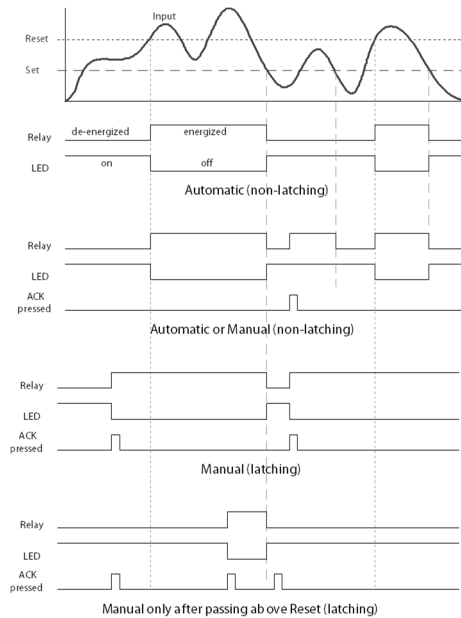 Input
Reset
Set
Relay de-energized energized
LED on off
Automatic (non-latching)
Relay
LED
ACK
pressed
Automatic or Manual (non-latching)
Relay
LED
ACK
pressed
Manual (latching)
Relay
LED
ACK
pressed
Manual only after passing above Reset (latching)